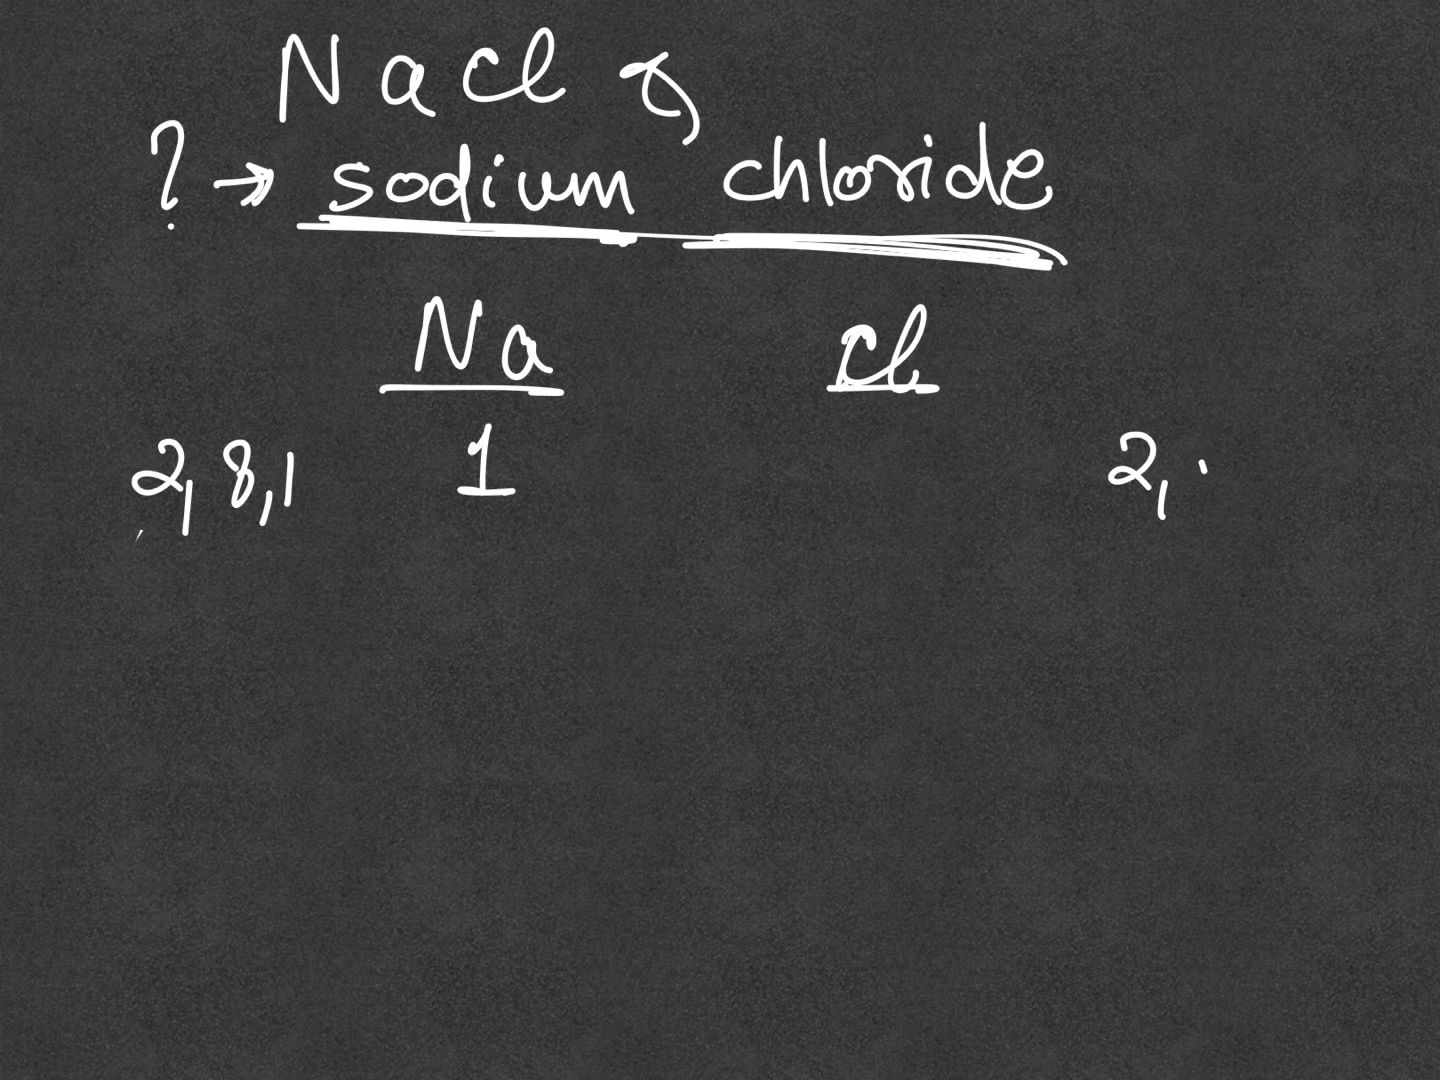 NaCl
? → sodium chloride
Na Cl
2,8,1 1 2,